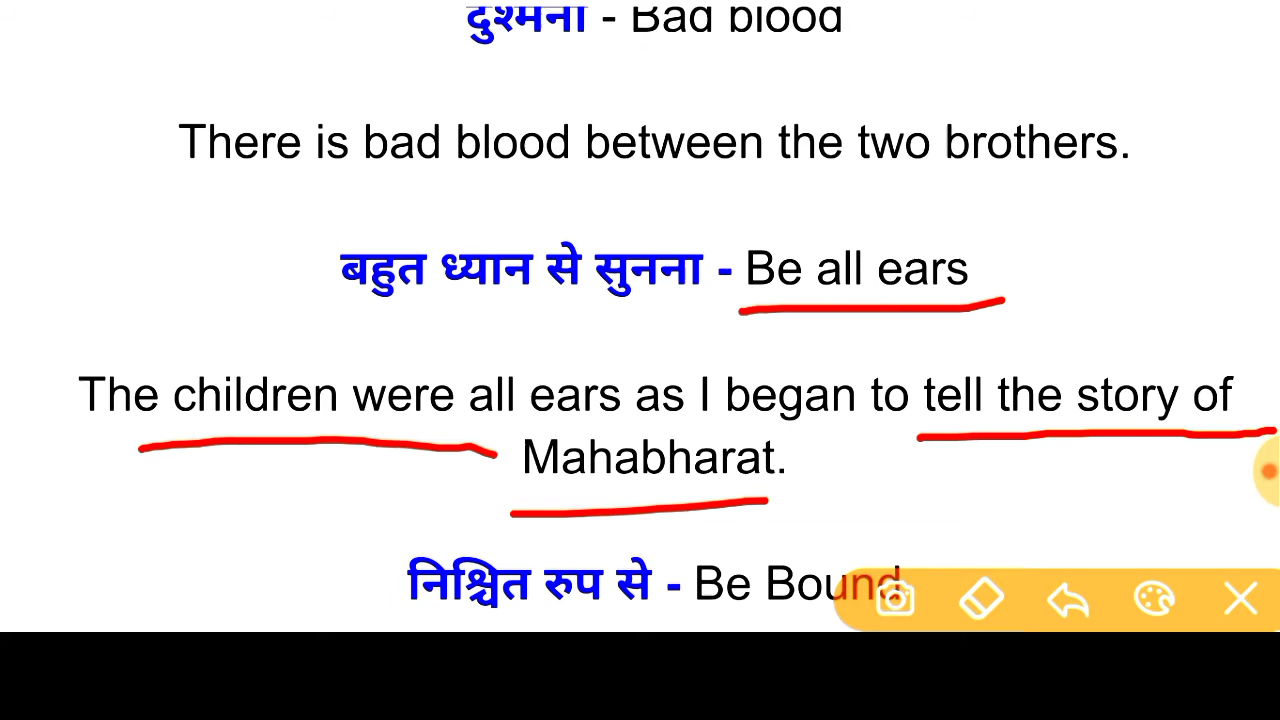 दुश्मनी - Bad blood
There is bad blood between the two brothers.
बहुत ध्यान से सुनना - Be all ears
The children were all ears as I began to tell the story of
Mahabharat.
निश्चित रुप से - Be Bound